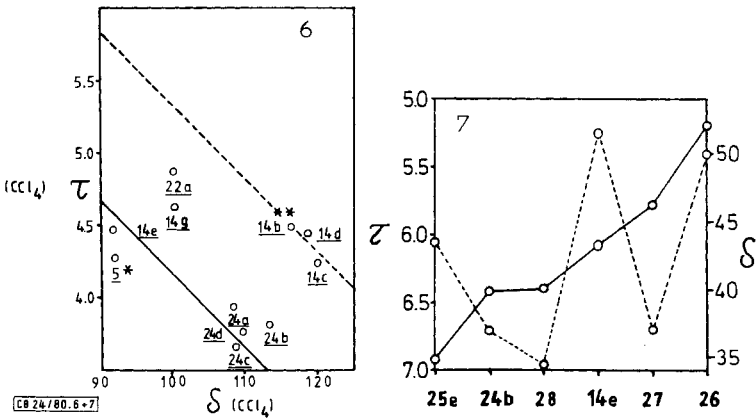 6
5.5
5.0
(CCl₄) τ
4.5
4.0
22a
14g
14e
5*
**
14b
14d
14c
24a
24d
24b
24c
90 100 110 120
δ (CCl₄)
CB 24/80.6+7
7
5.0
5.5
τ 6.0
6.5
7.0
50
45
δ
40
35
25e 24b 28 14e 27 26